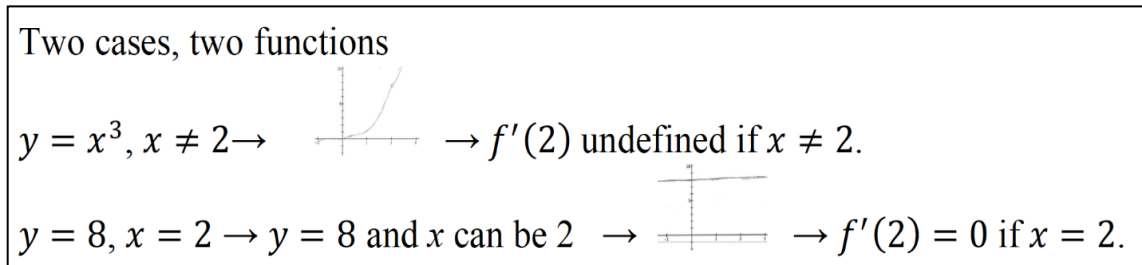 Two cases, two functions
y = x³, x ≠ 2→ → f′(2) undefined if x ≠ 2.
y = 8, x = 2 → y = 8 and x can be 2 → → f′(2) = 0 if x = 2.